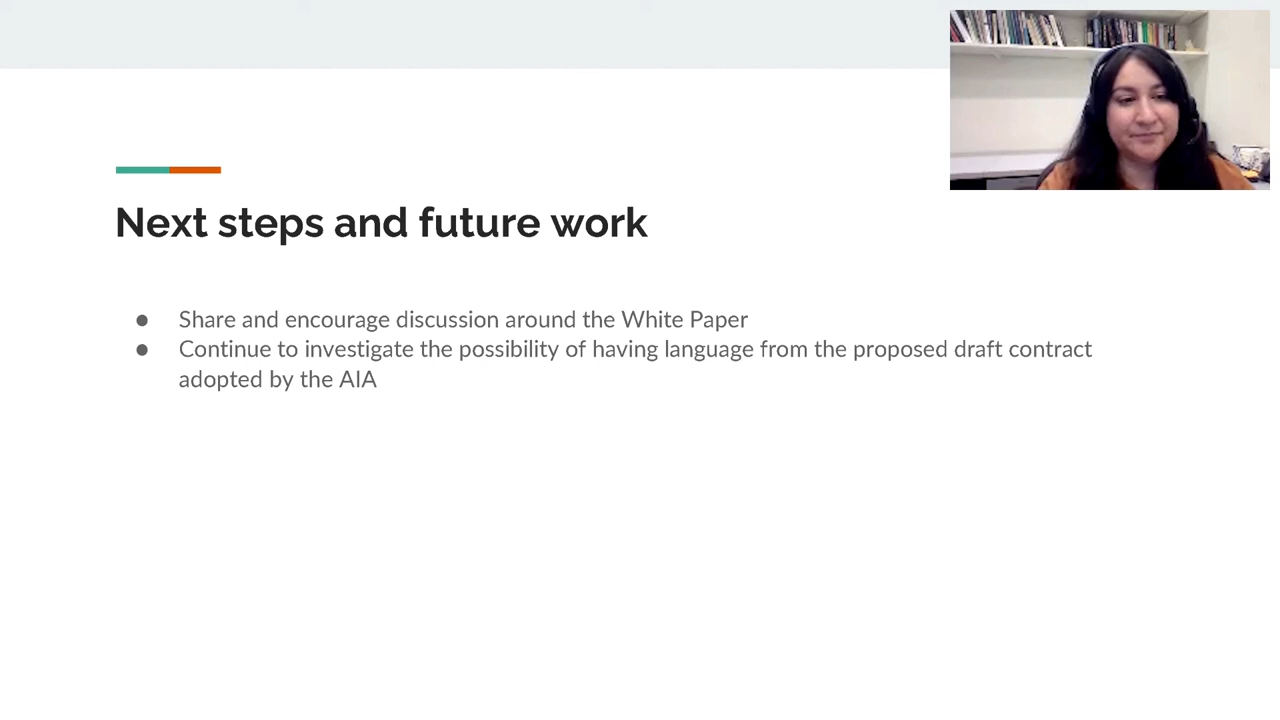 Next steps and future work
● Share and encourage discussion around the White Paper
● Continue to investigate the possibility of having language from the proposed draft contract
adopted by the AIA